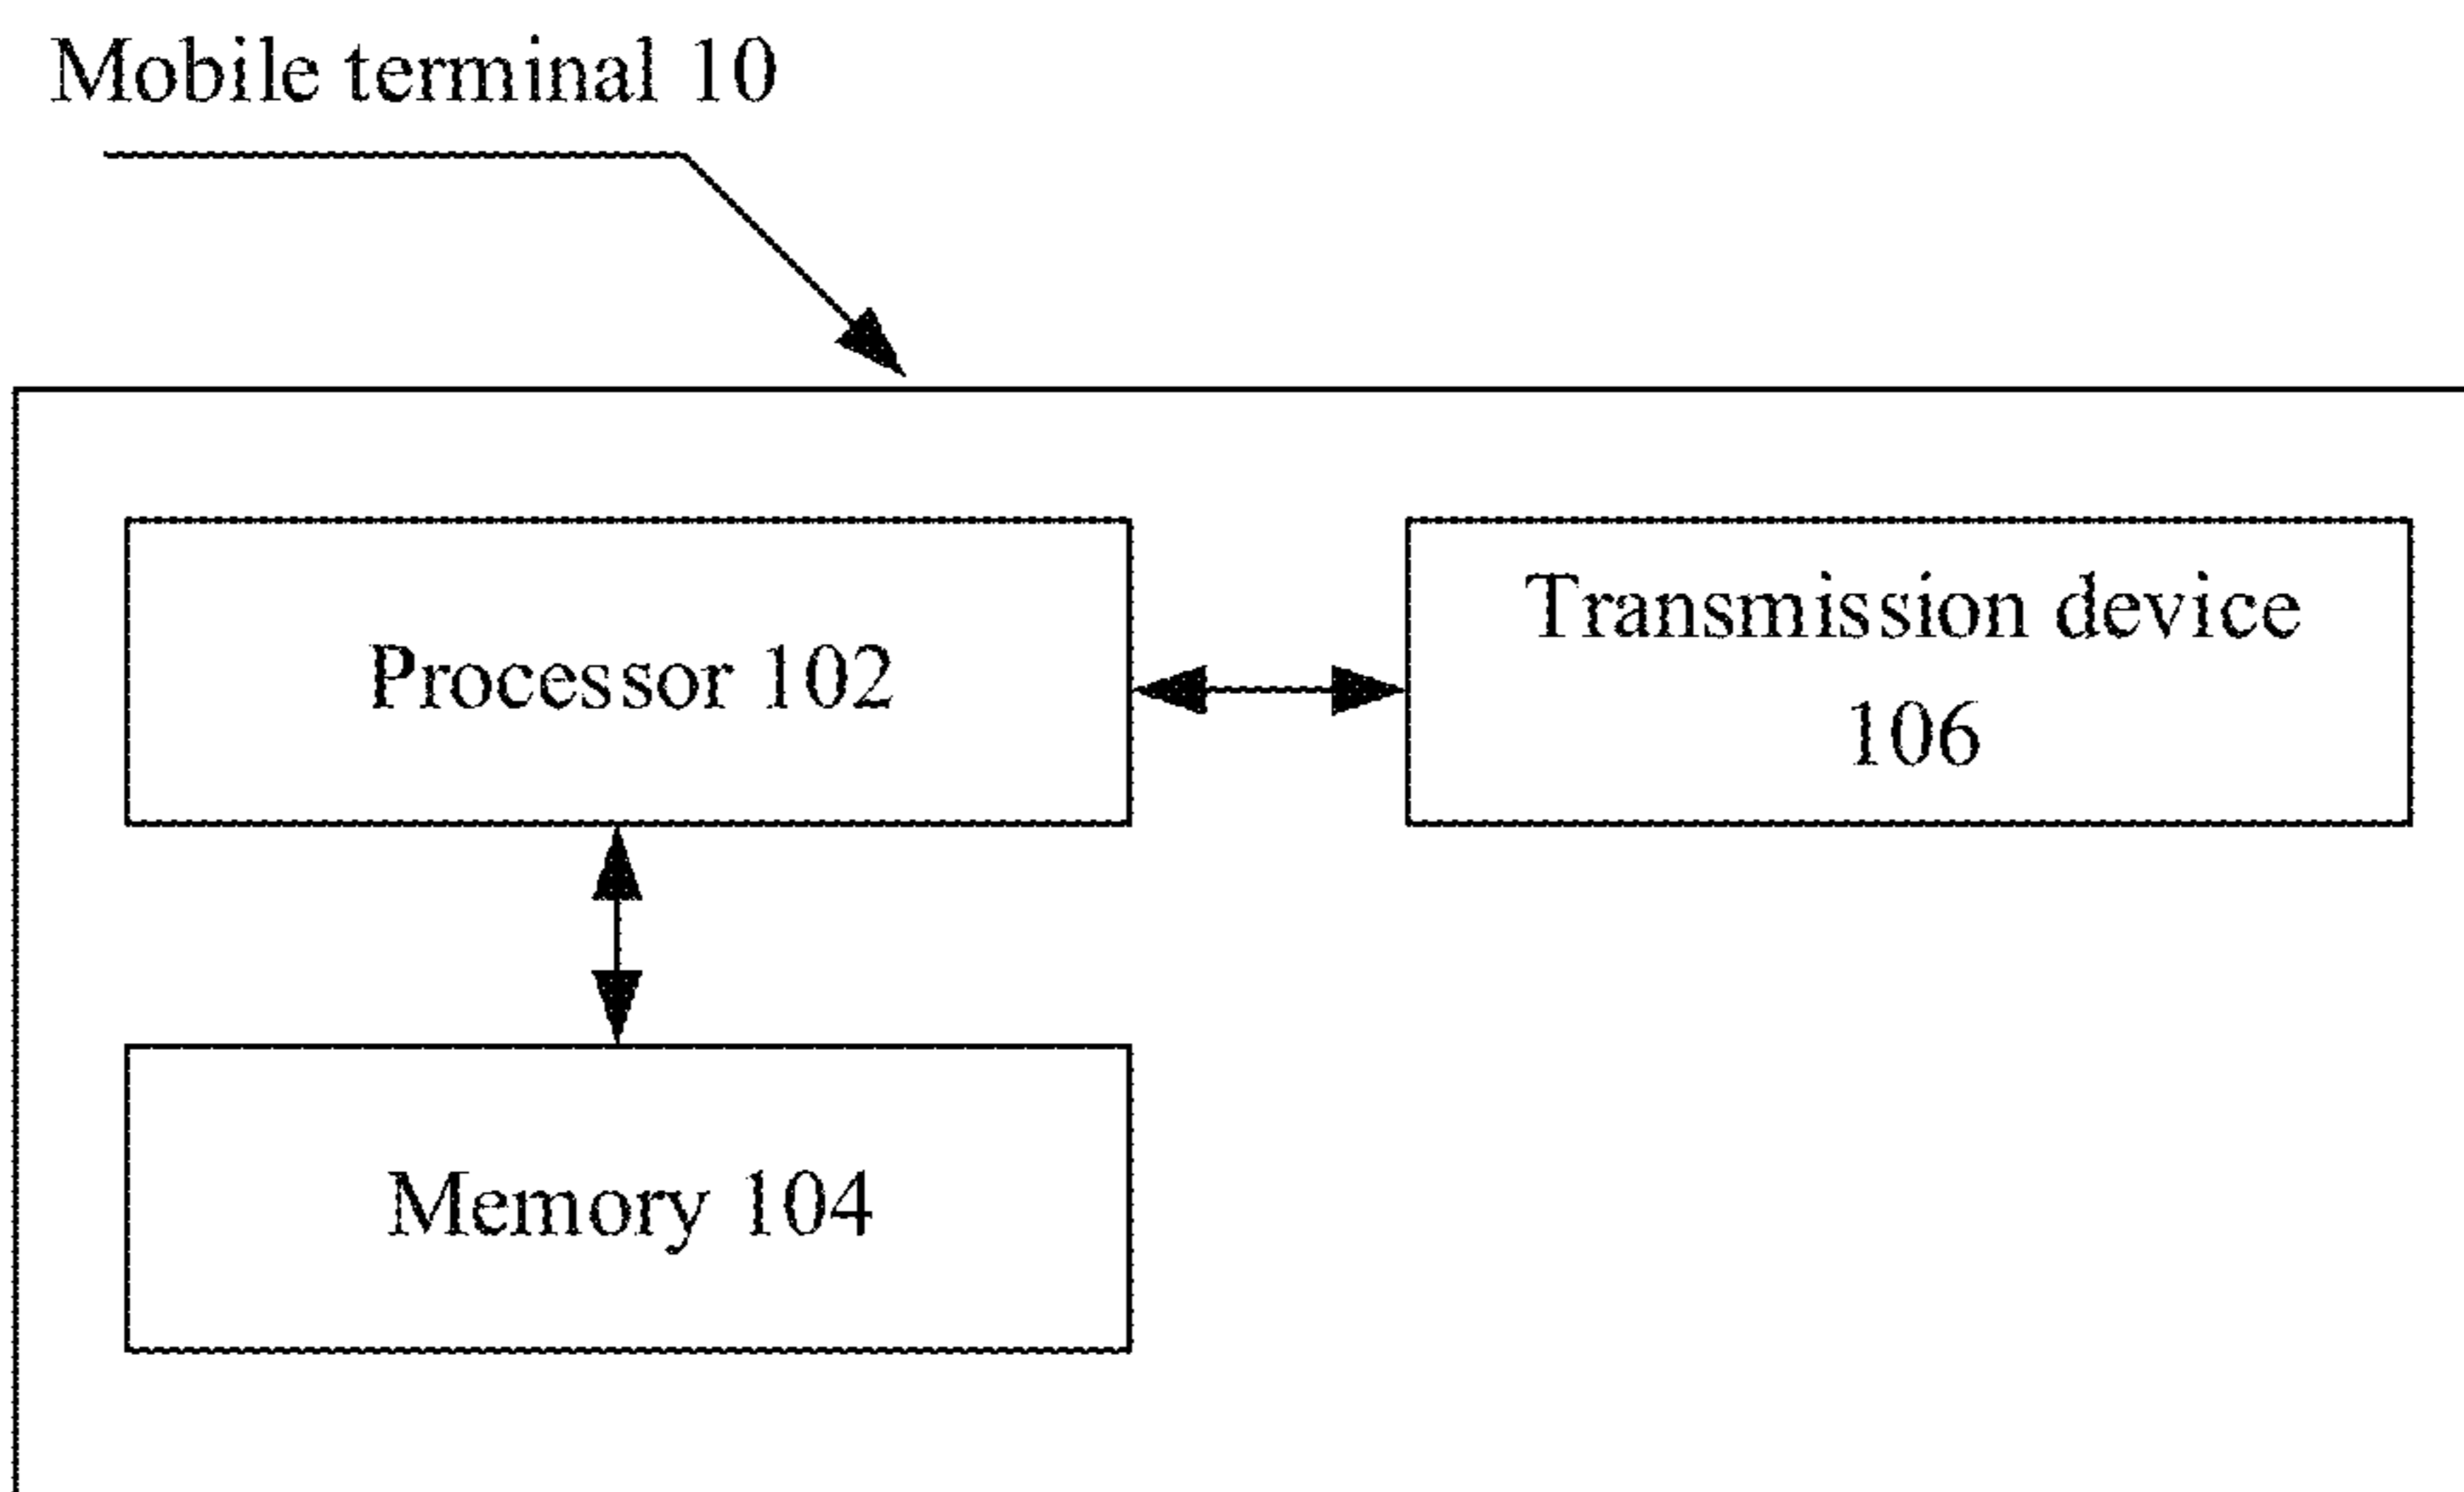 Mobile terminal 10
Processor 102
Transmission device
106
Memory 104